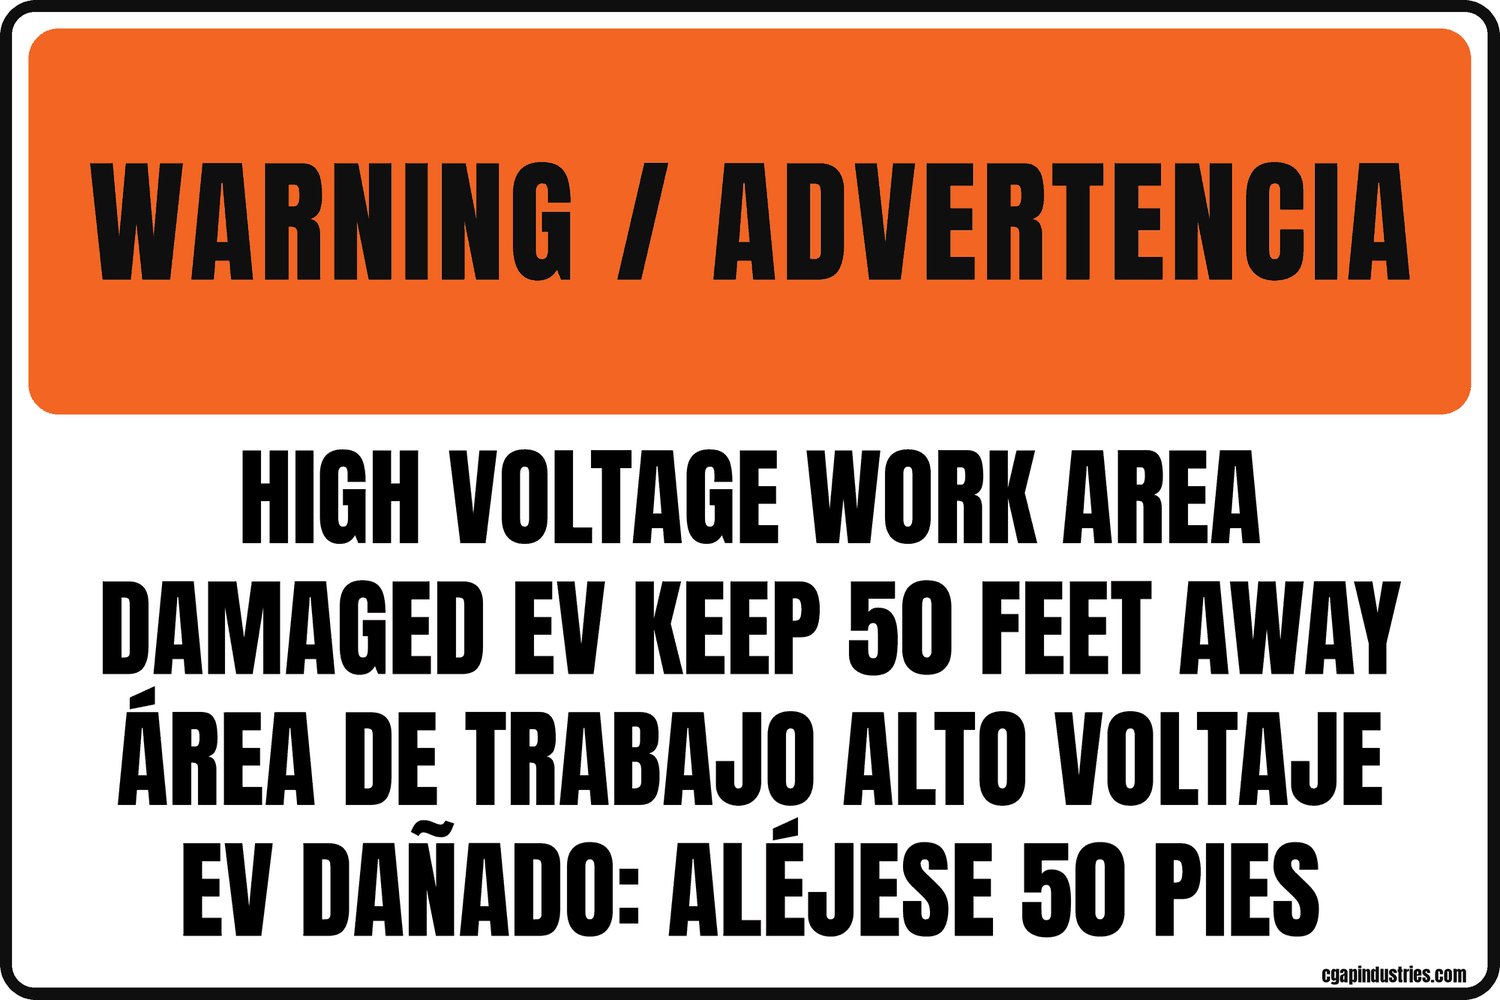 WARNING / ADVERTENCIA
HIGH VOLTAGE WORK AREA
DAMAGED EV KEEP 50 FEET AWAY
ÁREA DE TRABAJO ALTO VOLTAJE
EV DAÑADO: ALÉJESE 50 PIES
cgapindustries.com